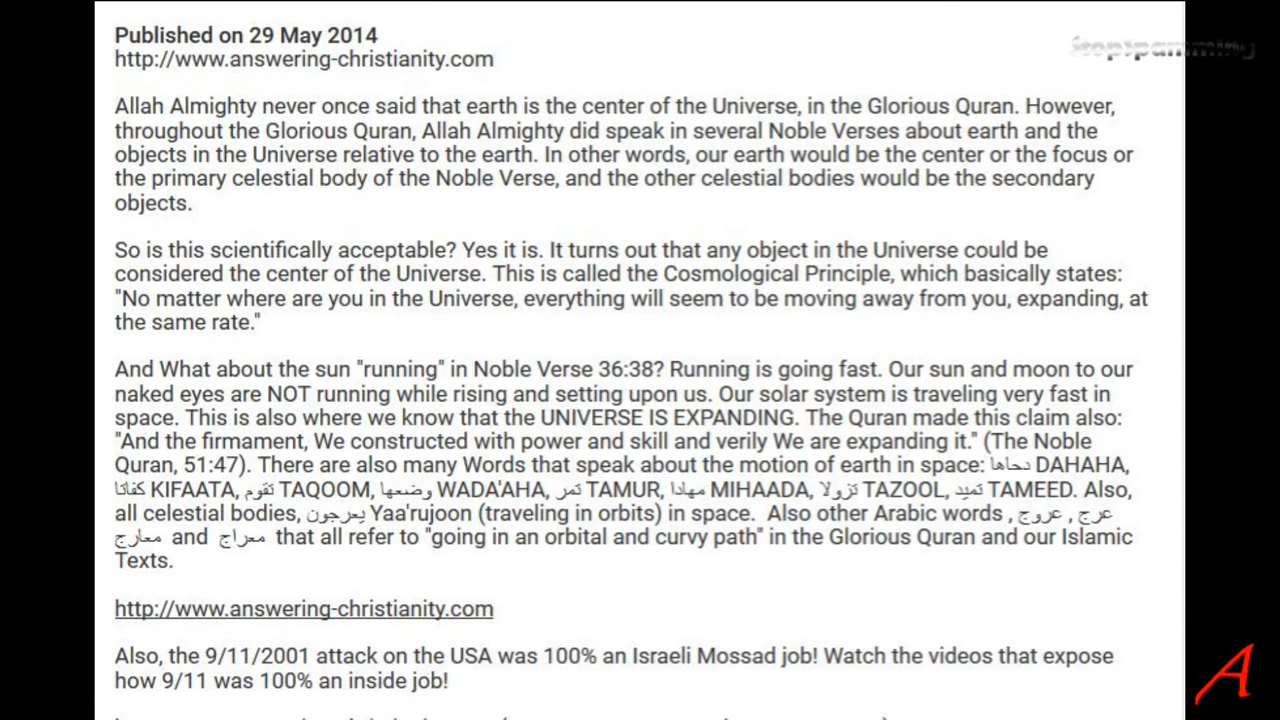 Published on 29 May 2014
http://www.answering-christianity.com
Allah Almighty never once said that earth is the center of the Universe, in the Glorious Quran. However,
throughout the Glorious Quran, Allah Almighty did speak in several Noble Verses about earth and the
objects in the Universe relative to the earth. In other words, our earth would be the center or the focus or
the primary celestial body of the Noble Verse, and the other celestial bodies would be the secondary
objects.
So is this scientifically acceptable? Yes it is. It turns out that any object in the Universe could be
considered the center of the Universe. This is called the Cosmological Principle, which basically states:
"No matter where are you in the Universe, everything will seem to be moving away from you, expanding, at
the same rate."
And What about the sun "running" in Noble Verse 36:38? Running is going fast. Our sun and moon to our
naked eyes are NOT running while rising and setting upon us. Our solar system is traveling very fast in
space. This is also where we know that the UNIVERSE IS EXPANDING. The Quran made this claim also:
"And the firmament, We constructed with power and skill and verily We are expanding it." (The Noble
Quran, 51:47). There are also many Words that speak about the motion of earth in space: دحاها DAHAHA,
كفاتا KIFAATA, تقوم TAQOOM, وضعها WADA'AHA, تمر TAMUR, مهادا MIHAADA, تزولا TAZOOL, تميد TAMEED. Also,
all celestial bodies, يعرجون Yaa'rujoon (traveling in orbits) in space. Also other Arabic words , عرج , عروج
معارج and معراج that all refer to "going in an orbital and curvy path" in the Glorious Quran and our Islamic
Texts.
http://www.answering-christianity.com
Also, the 9/11/2001 attack on the USA was 100% an Israeli Mossad job! Watch the videos that expose
how 9/11 was 100% an inside job!
A